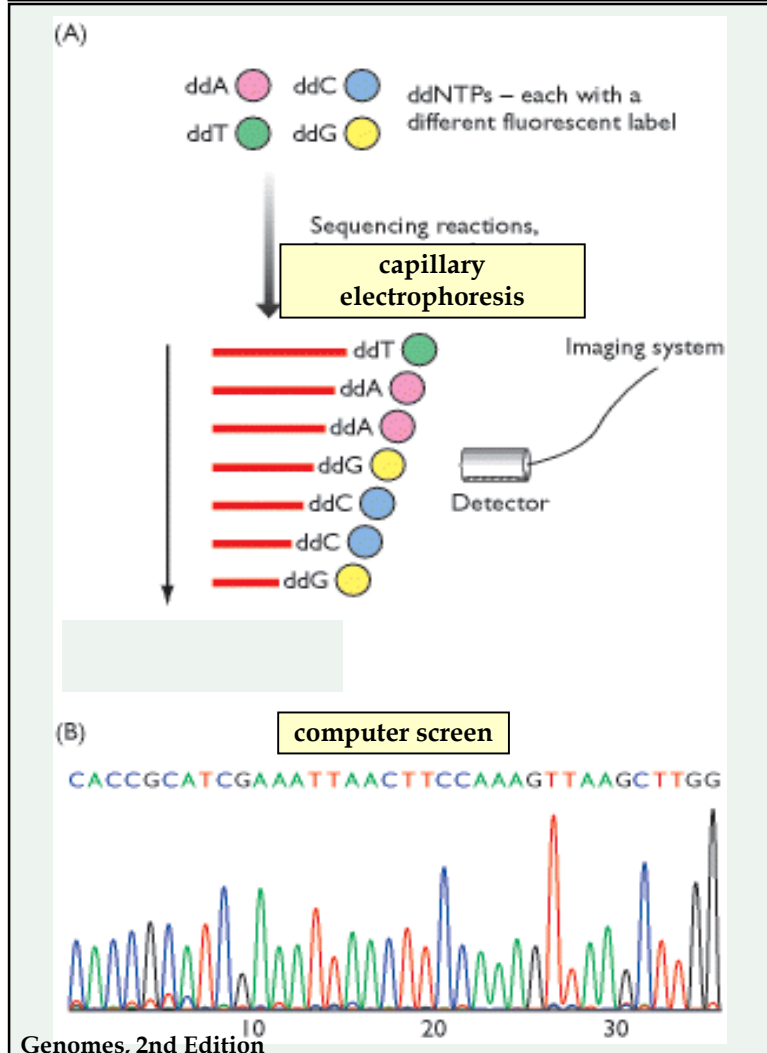 (A)
ddA ddC
ddNTPs – each with a
different fluorescent label
ddT ddG
Sequencing reactions,
capillary
electrophoresis
ddT
Imaging system
ddA
ddA
ddG
Detector
ddC
ddC
ddG
(B)
computer screen
CACCGCATCGAAATTAACTTCCAAAGTTAAGCTTGG
10 20 30
Genomes, 2nd Edition